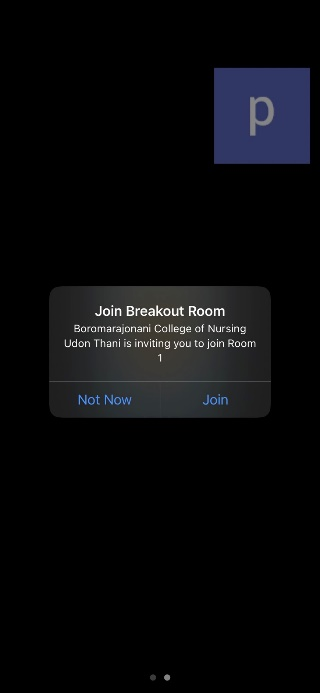 p
Join Breakout Room
Boromarajonani College of Nursing
Udon Thani is inviting you to join Room
1
Not Now
Join